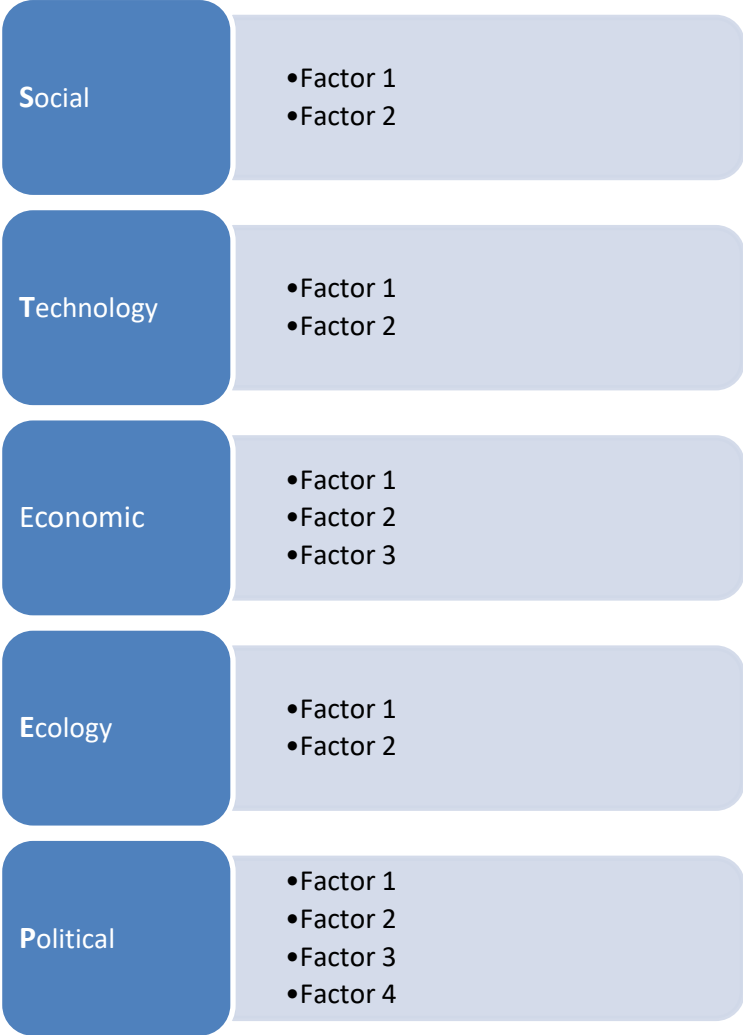 Social
•Factor 1
•Factor 2
Technology
•Factor 1
•Factor 2
Economic
•Factor 1
•Factor 2
•Factor 3
Ecology
•Factor 1
•Factor 2
Political
•Factor 1
•Factor 2
•Factor 3
•Factor 4